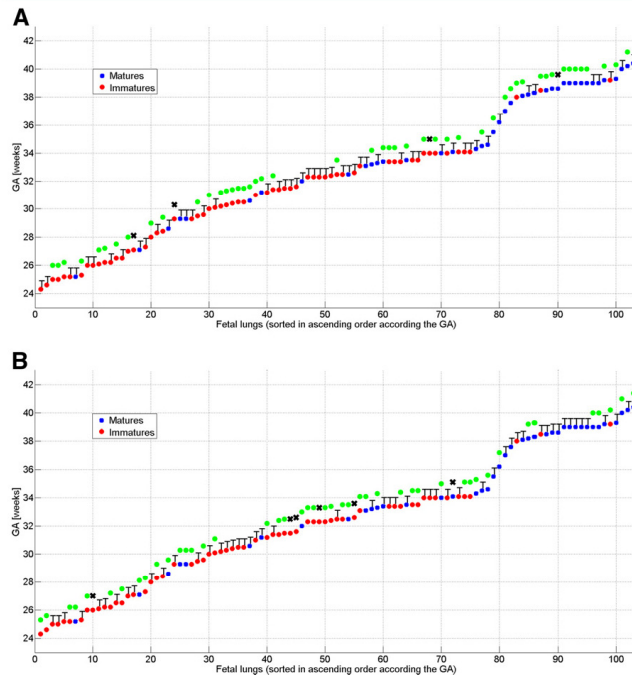 A
42
40
38
36
34
32
30
28
26
24
GA [weeks]
Matures
Immatures
0 10 20 30 40 50 60 70 80 90 100
Fetal lungs (sorted in ascending order according the GA)
B
42
40
38
36
34
32
30
28
26
24
GA [weeks]
Matures
Immatures
0 10 20 30 40 50 60 70 80 90 100
Fetal lungs (sorted in ascending order according the GA)